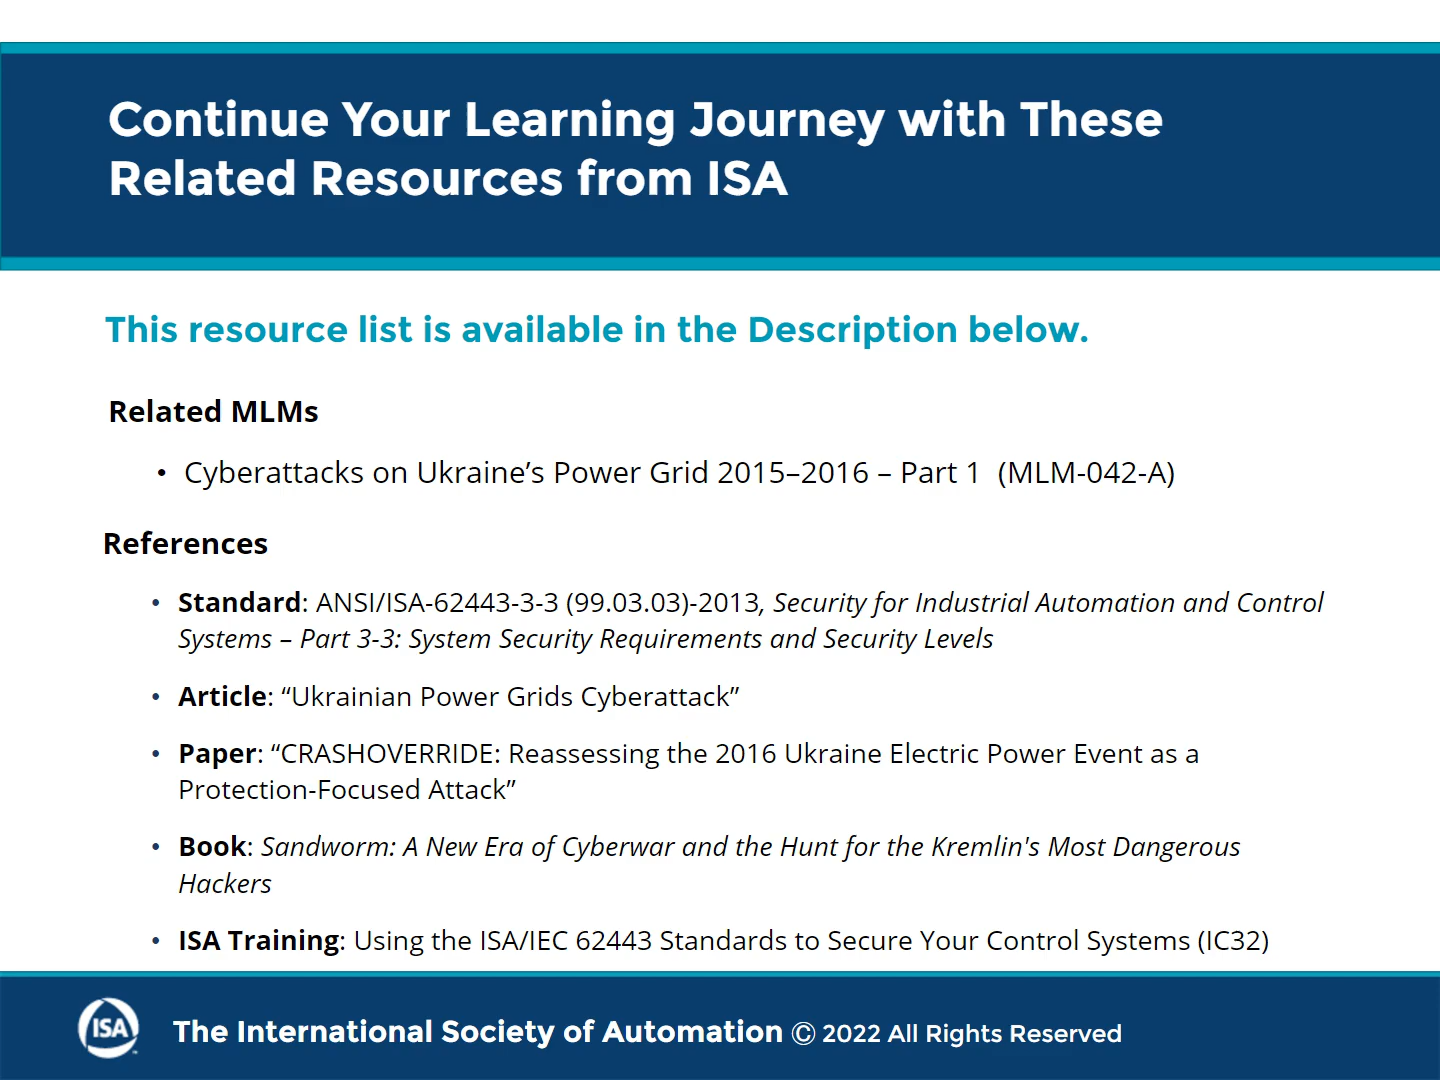 Continue Your Learning Journey with These
Related Resources from ISA
This resource list is available in the Description below.
Related MLMs
• Cyberattacks on Ukraine’s Power Grid 2015–2016 – Part 1  (MLM-042-A)
References
• Standard: ANSI/ISA-62443-3-3 (99.03.03)-2013, Security for Industrial Automation and Control
Systems – Part 3-3: System Security Requirements and Security Levels
• Article: “Ukrainian Power Grids Cyberattack”
• Paper: “CRASHOVERRIDE: Reassessing the 2016 Ukraine Electric Power Event as a
Protection-Focused Attack”
• Book: Sandworm: A New Era of Cyberwar and the Hunt for the Kremlin's Most Dangerous
Hackers
• ISA Training: Using the ISA/IEC 62443 Standards to Secure Your Control Systems (IC32)
ISA
The International Society of Automation © 2022 All Rights Reserved